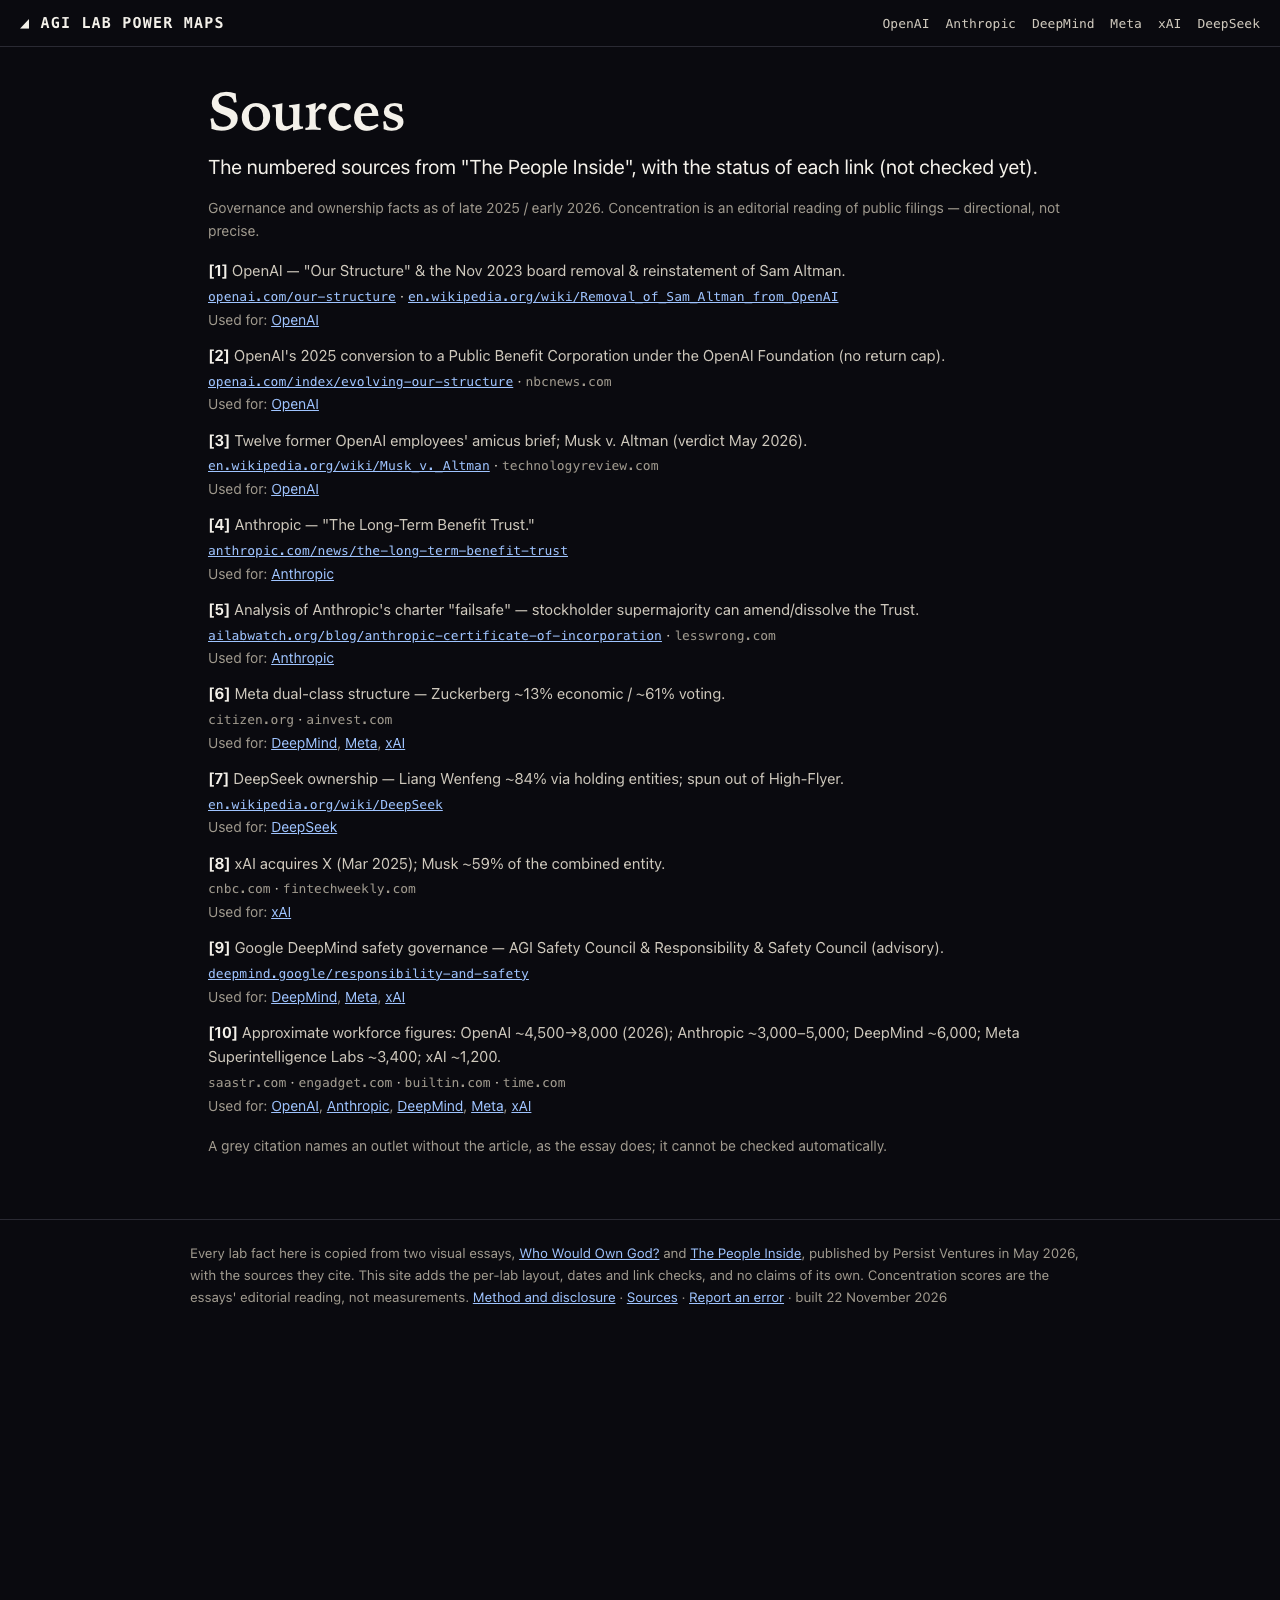 ◢ AGI LAB POWER MAPS
OpenAI Anthropic DeepMind Meta xAI DeepSeek
Sources
The numbered sources from "The People Inside", with the status of each link (not checked yet).
Governance and ownership facts as of late 2025 / early 2026. Concentration is an editorial reading of public filings — directional, not
precise.
[1] OpenAI — "Our Structure" & the Nov 2023 board removal & reinstatement of Sam Altman.
openai.com/our-structure · en.wikipedia.org/wiki/Removal_of_Sam_Altman_from_OpenAI
Used for: OpenAI
[2] OpenAI's 2025 conversion to a Public Benefit Corporation under the OpenAI Foundation (no return cap).
openai.com/index/evolving-our-structure · nbcnews.com
Used for: OpenAI
[3] Twelve former OpenAI employees' amicus brief; Musk v. Altman (verdict May 2026).
en.wikipedia.org/wiki/Musk_v._Altman · technologyreview.com
Used for: OpenAI
[4] Anthropic — "The Long-Term Benefit Trust."
anthropic.com/news/the-long-term-benefit-trust
Used for: Anthropic
[5] Analysis of Anthropic's charter "failsafe" — stockholder supermajority can amend/dissolve the Trust.
ailabwatch.org/blog/anthropic-certificate-of-incorporation · lesswrong.com
Used for: Anthropic
[6] Meta dual-class structure — Zuckerberg ~13% economic / ~61% voting.
citizen.org · ainvest.com
Used for: DeepMind, Meta, xAI
[7] DeepSeek ownership — Liang Wenfeng ~84% via holding entities; spun out of High-Flyer.
en.wikipedia.org/wiki/DeepSeek
Used for: DeepSeek
[8] xAI acquires X (Mar 2025); Musk ~59% of the combined entity.
cnbc.com · fintechweekly.com
Used for: xAI
[9] Google DeepMind safety governance — AGI Safety Council & Responsibility & Safety Council (advisory).
deepmind.google/responsibility-and-safety
Used for: DeepMind, Meta, xAI
[10] Approximate workforce figures: OpenAI ~4,500→8,000 (2026); Anthropic ~3,000–5,000; DeepMind ~6,000; Meta
Superintelligence Labs ~3,400; xAI ~1,200.
saastr.com · engadget.com · builtin.com · time.com
Used for: OpenAI, Anthropic, DeepMind, Meta, xAI
A grey citation names an outlet without the article, as the essay does; it cannot be checked automatically.
Every lab fact here is copied from two visual essays, Who Would Own God? and The People Inside, published by Persist Ventures in May 2026,
with the sources they cite. This site adds the per-lab layout, dates and link checks, and no claims of its own. Concentration scores are the
essays' editorial reading, not measurements. Method and disclosure · Sources · Report an error · built 22 November 2026